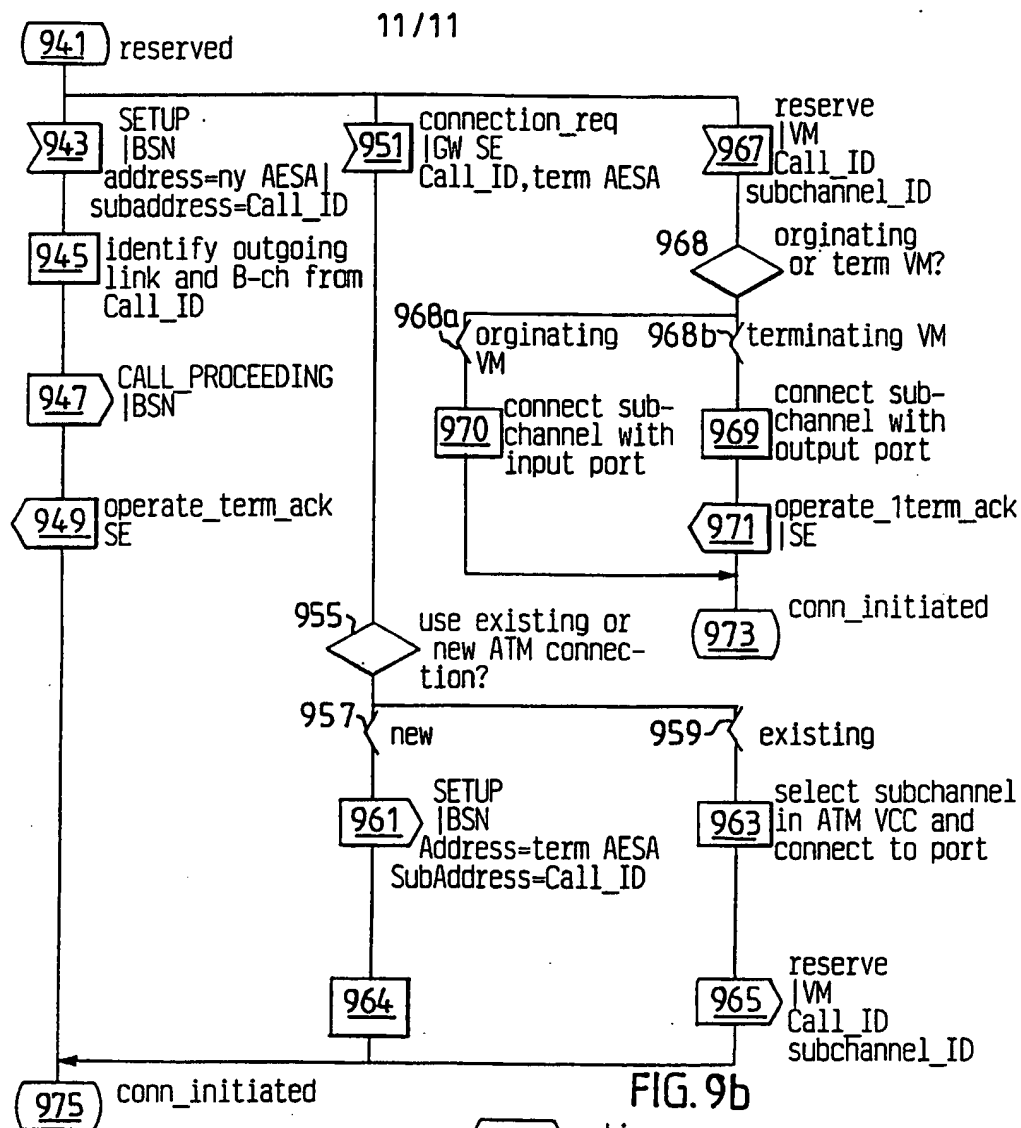 11/11
941 reserved
943 SETUP
|BSN
address=ny AESA|
subaddress=Call_ID
945 identify outgoing
link and B-ch from
Call_ID
947 CALL_PROCEEDING
|BSN
949 operate_term_ack
SE
951 connection_req
|GW SE
Call_ID,term AESA
967 reserve
|VM
Call_ID
subchannel_ID
968 orginating
or term VM?
968a orginating
VM
968b terminating VM
970 connect sub-
channel with
input port
969 connect sub-
channel with
output port
971 operate_1term_ack
|SE
973 conn_initiated
955 use existing or
new ATM connec-
tion?
957 new
959 existing
961 SETUP
|BSN
Address=term AESA
SubAddress=Call_ID
963 select subchannel
in ATM VCC and
connect to port
964
965 reserve
|VM
Call_ID
subchannel_ID
975 conn_initiated
FIG. 9b